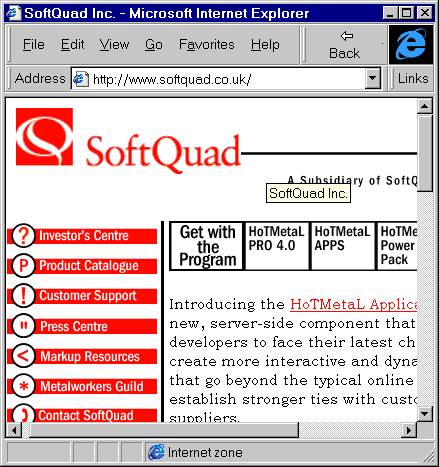 SoftQuad Inc. - Microsoft Internet Explorer
File Edit View Go Favorites Help Back
Address http://www.softquad.co.uk/ Links
SoftQuad
A Subsidiary of SoftQ
SoftQuad Inc.
Get with
the
Program
HoTMetaL
PRO 4.0
HoTMetaL
APPS
HoTMe
Power
Pack
? Investor's Centre
P Product Catalogue
! Customer Support
" Press Centre
< Markup Resources
* Metalworkers Guild
) Contact SoftQuad
Introducing the HoTMetaL Applica
new, server-side component that
developers to face their latest ch
create more interactive and dyna
that go beyond the typical online
establish stronger ties with custo
suppliers.
Internet zone